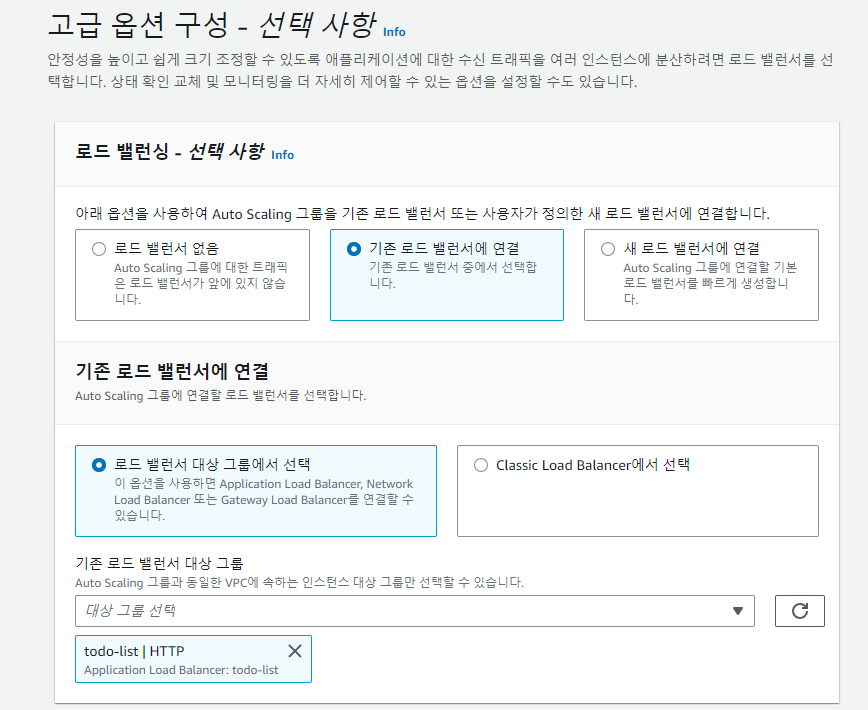 고급 옵션 구성 - 선택 사항 Info
안정성을 높이고 쉽게 크기 조정할 수 있도록 애플리케이션에 대한 수신 트래픽을 여러 인스턴스에 분산하려면 로드 밸런서를 선
택합니다. 상태 확인 교체 및 모니터링을 더 자세히 제어할 수 있는 옵션을 설정할 수도 있습니다.
로드 밸런싱 - 선택 사항 Info
아래 옵션을 사용하여 Auto Scaling 그룹을 기존 로드 밸런서 또는 사용자가 정의한 새 로드 밸런서에 연결합니다.
로드 밸런서 없음
Auto Scaling 그룹에 대한 트래픽
은 로드 밸런서가 앞에 있지 않습
니다.
기존 로드 밸런서에 연결
기존 로드 밸런서 중에서 선택합
니다.
새 로드 밸런서에 연결
Auto Scaling 그룹에 연결할 기본
로드 밸런서를 빠르게 생성합니
다.
기존 로드 밸런서에 연결
Auto Scaling 그룹에 연결할 로드 밸런서를 선택합니다.
로드 밸런서 대상 그룹에서 선택
이 옵션을 사용하면 Application Load Balancer, Network
Load Balancer 또는 Gateway Load Balancer를 연결할 수
있습니다.
Classic Load Balancer에서 선택
기존 로드 밸런서 대상 그룹
Auto Scaling 그룹과 동일한 VPC에 속하는 인스턴스 대상 그룹만 선택할 수 있습니다.
대상 그룹 선택
todo-list | HTTP
Application Load Balancer: todo-list